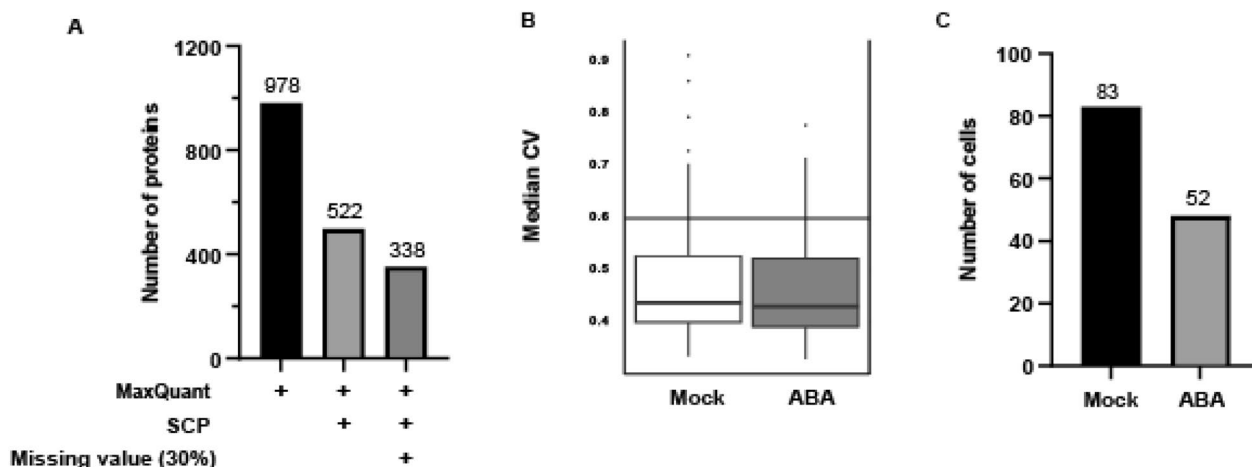 A
Number of proteins
1200
800
400
0
978
522
338
MaxQuant + + +
SCP + +
Missing value (30%) +
B
Median CV
0.9
0.8
0.7
0.6
0.5
0.4
Mock ABA
C
Number of cells
100
80
60
40
20
0
83
52
Mock ABA